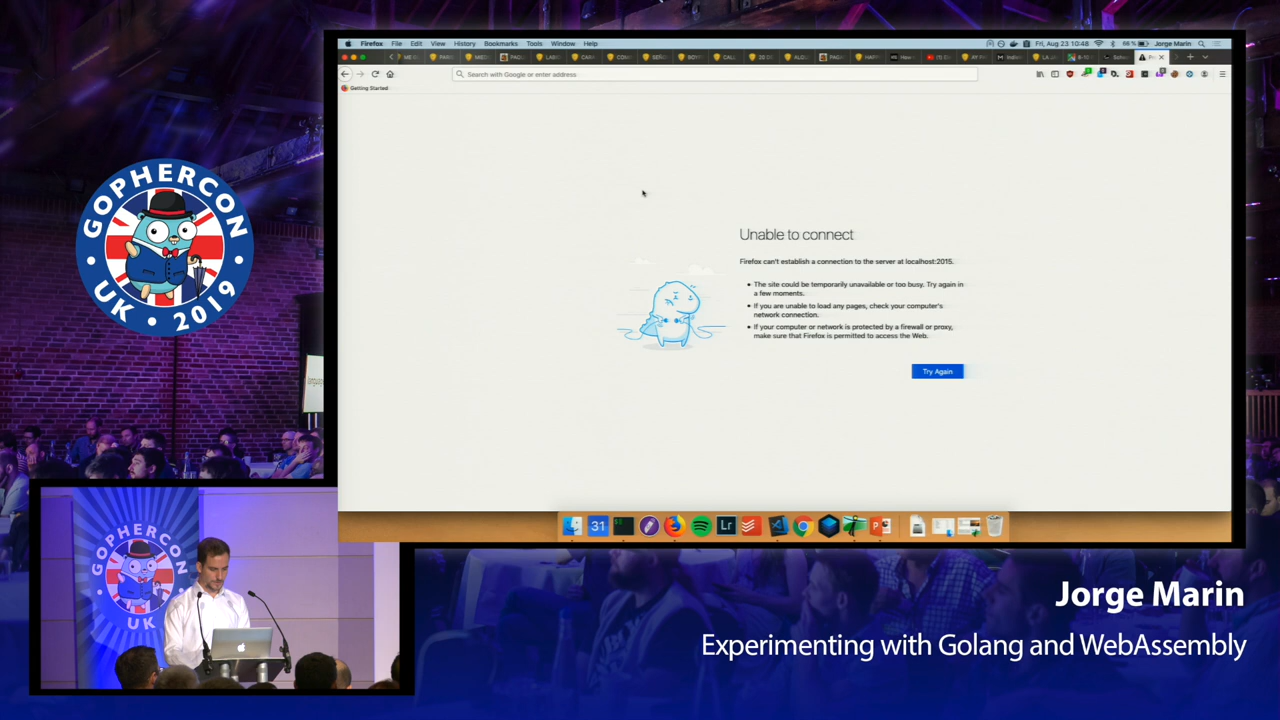 Firefox File Edit View History Bookmarks Tools Window Help
Fri, Aug 23 10:48 66% Jorge Marin
Search with Google or enter address
Getting Started
Unable to connect
Firefox can't establish a connection to the server at localhost:2015.
The site could be temporarily unavailable or too busy. Try again in
a few moments.
If you are unable to load any pages, check your computer's
network connection.
If your computer or network is protected by a firewall or proxy,
make sure that Firefox is permitted to access the Web.
Try Again
31
Lr
GOPHERCON
UK • 2019
GOPHERCON
UK
Jorge Marin
Experimenting with Golang and WebAssembly